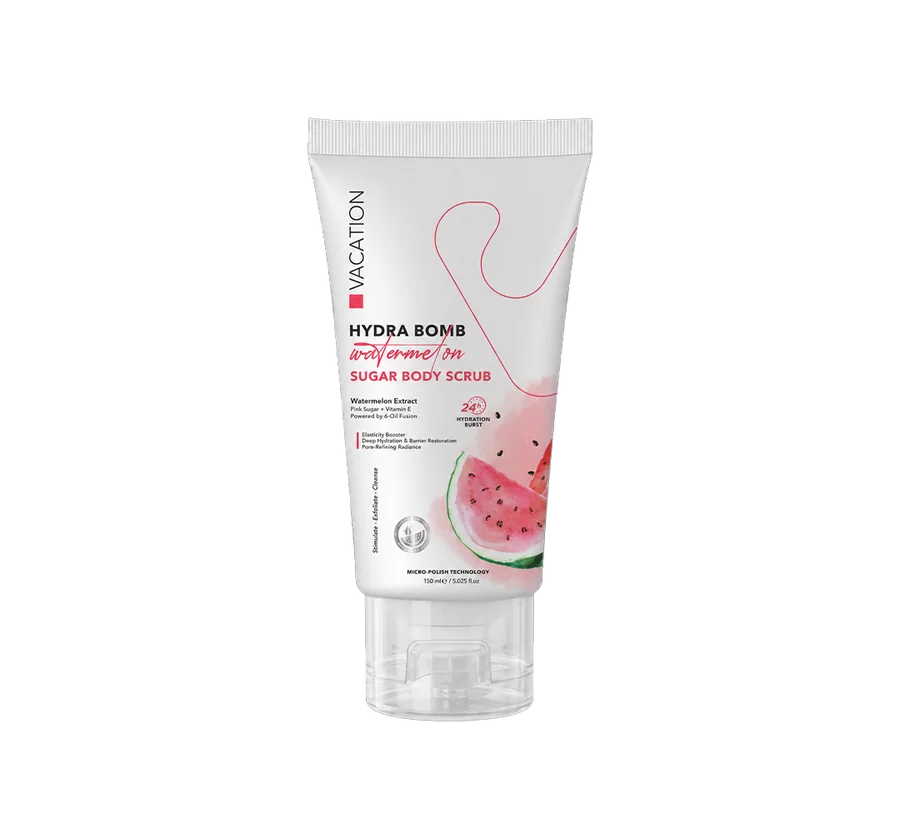 VACATION
HYDRA BOMB
watermelon
SUGAR BODY SCRUB
Watermelon Extract
Pink Sugar + Vitamin E
Powered by 6-Oil Fusion
24h
HYDRATION
BURST
Elasticity Booster
Deep Hydration & Barrier Restoration
Pore-Refining Radiance
Stimulate - Exfoliate - Cleanse
MICRO-POLISH TECHNOLOGY
150 ml ℮ / 5.025 fl.oz